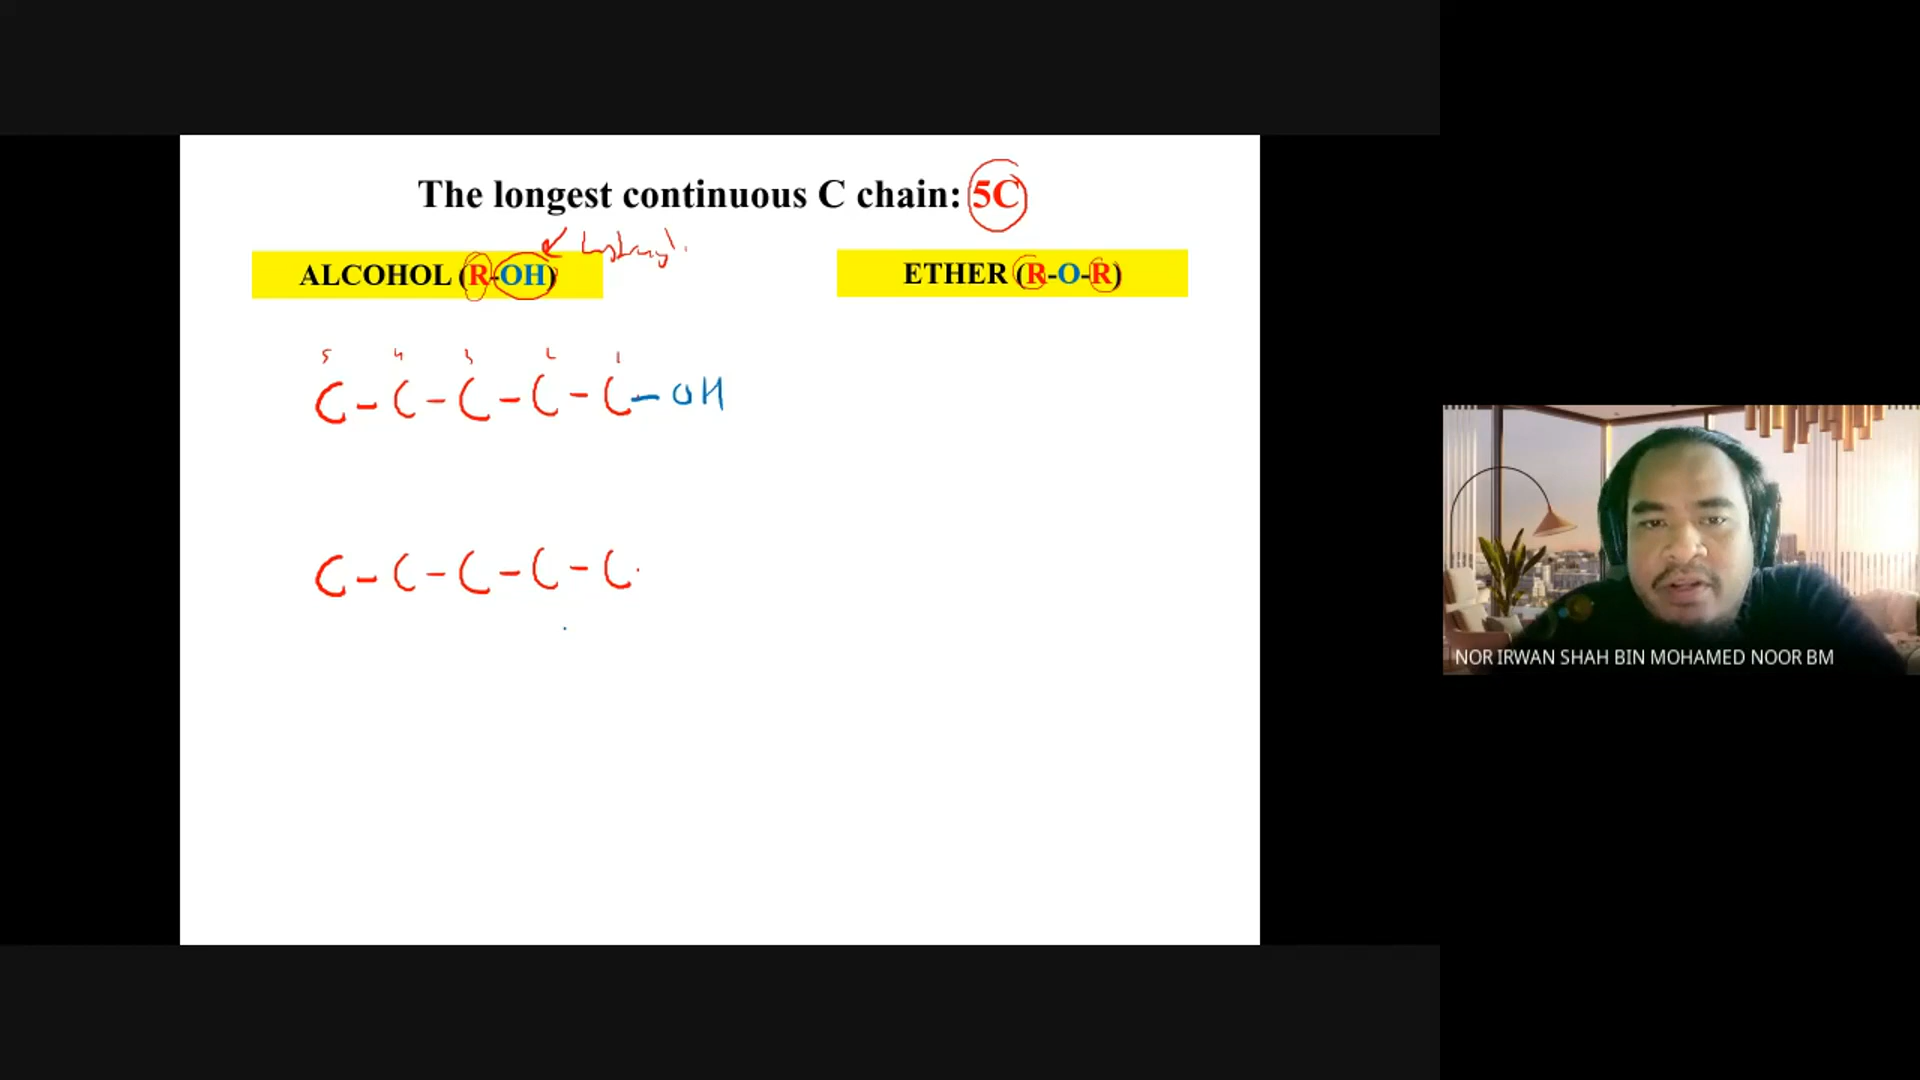 The longest continuous C chain: 5C
hydroxyl
ALCOHOL (R-OH)
ETHER (R-O-R)
5 4 3 2 1
C - C - C - C - C - OH
C - C - C - C - C
NOR IRWAN SHAH BIN MOHAMED NOOR BM